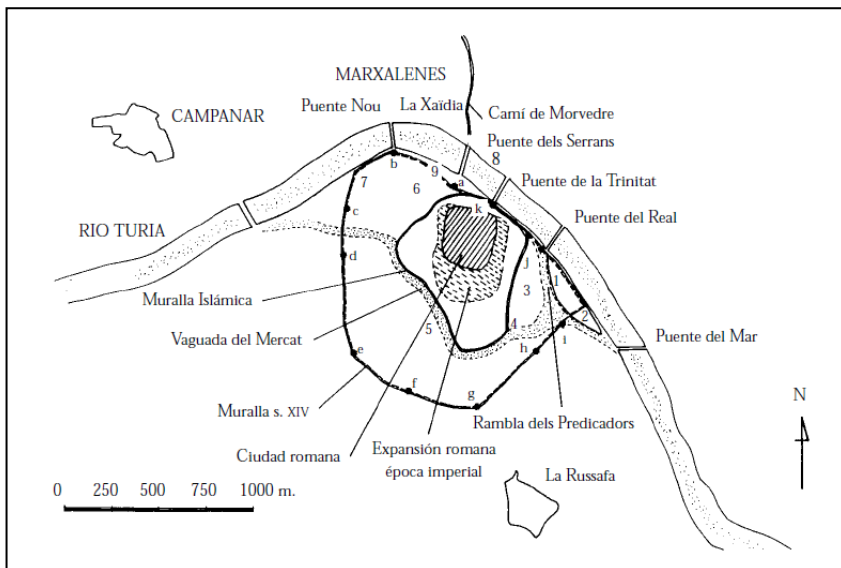 MARXALENES
Puente Nou
La Xaïdia
Camí de Morvedre
CAMPANAR
Puente dels Serrans
8
Puente de la Trinitat
b
9
a
7
6
k
Puente del Real
c
RIO TURIA
d
j
1
Muralla Islámica
3
2
Vaguada del Mercat
5
4
i
Puente del Mar
e
h
f
g
Muralla s. XIV
Rambla dels Predicadors
N
Ciudad romana
Expansión romana
época imperial
La Russafa
0 250 500 750 1000 m.